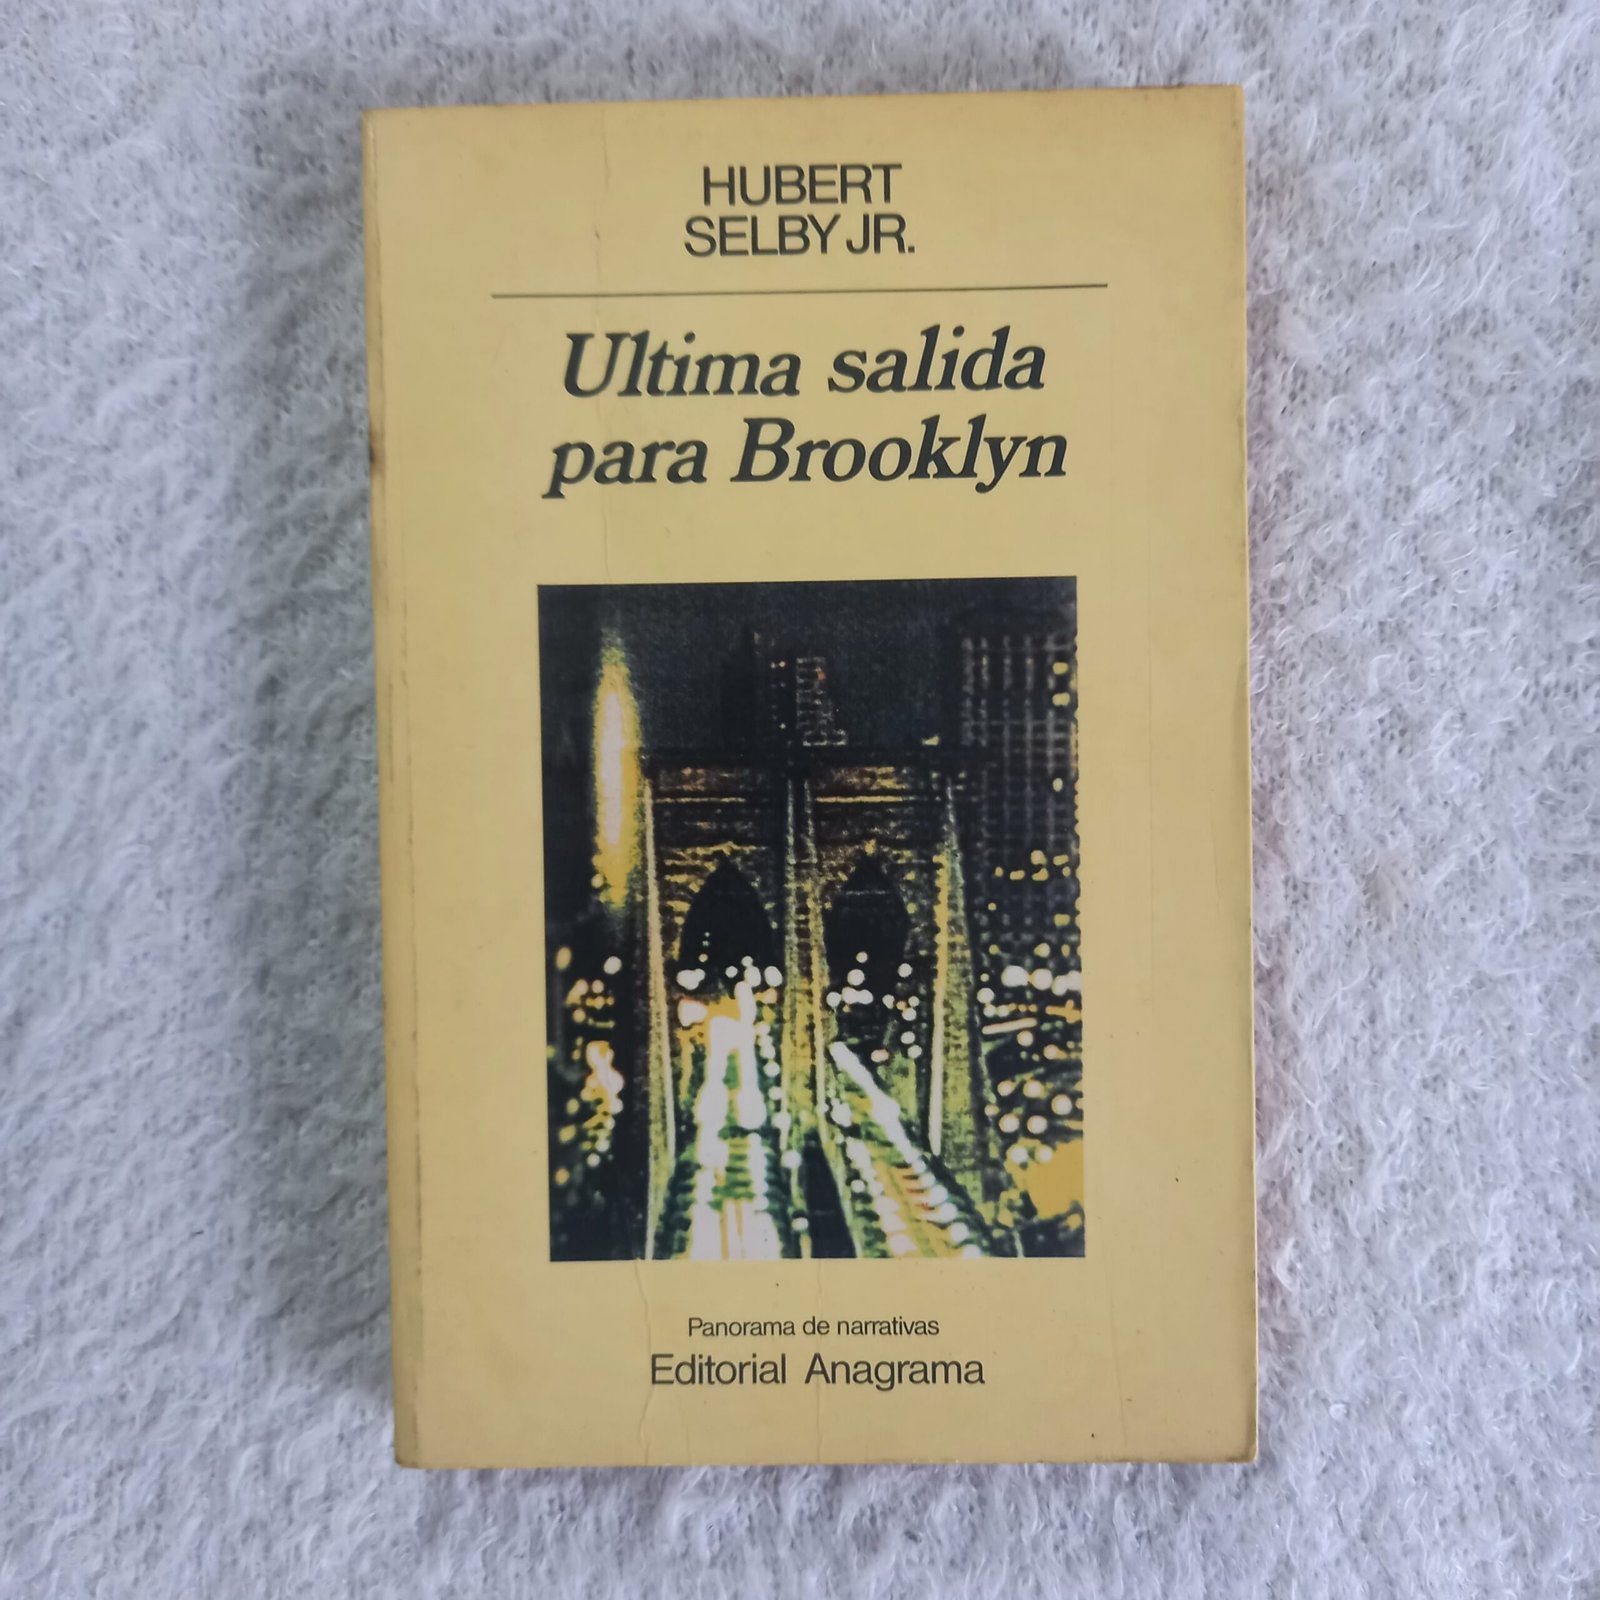 HUBERT
SELBY JR.
Ultima salida
para Brooklyn
Panorama de narrativas
Editorial Anagrama